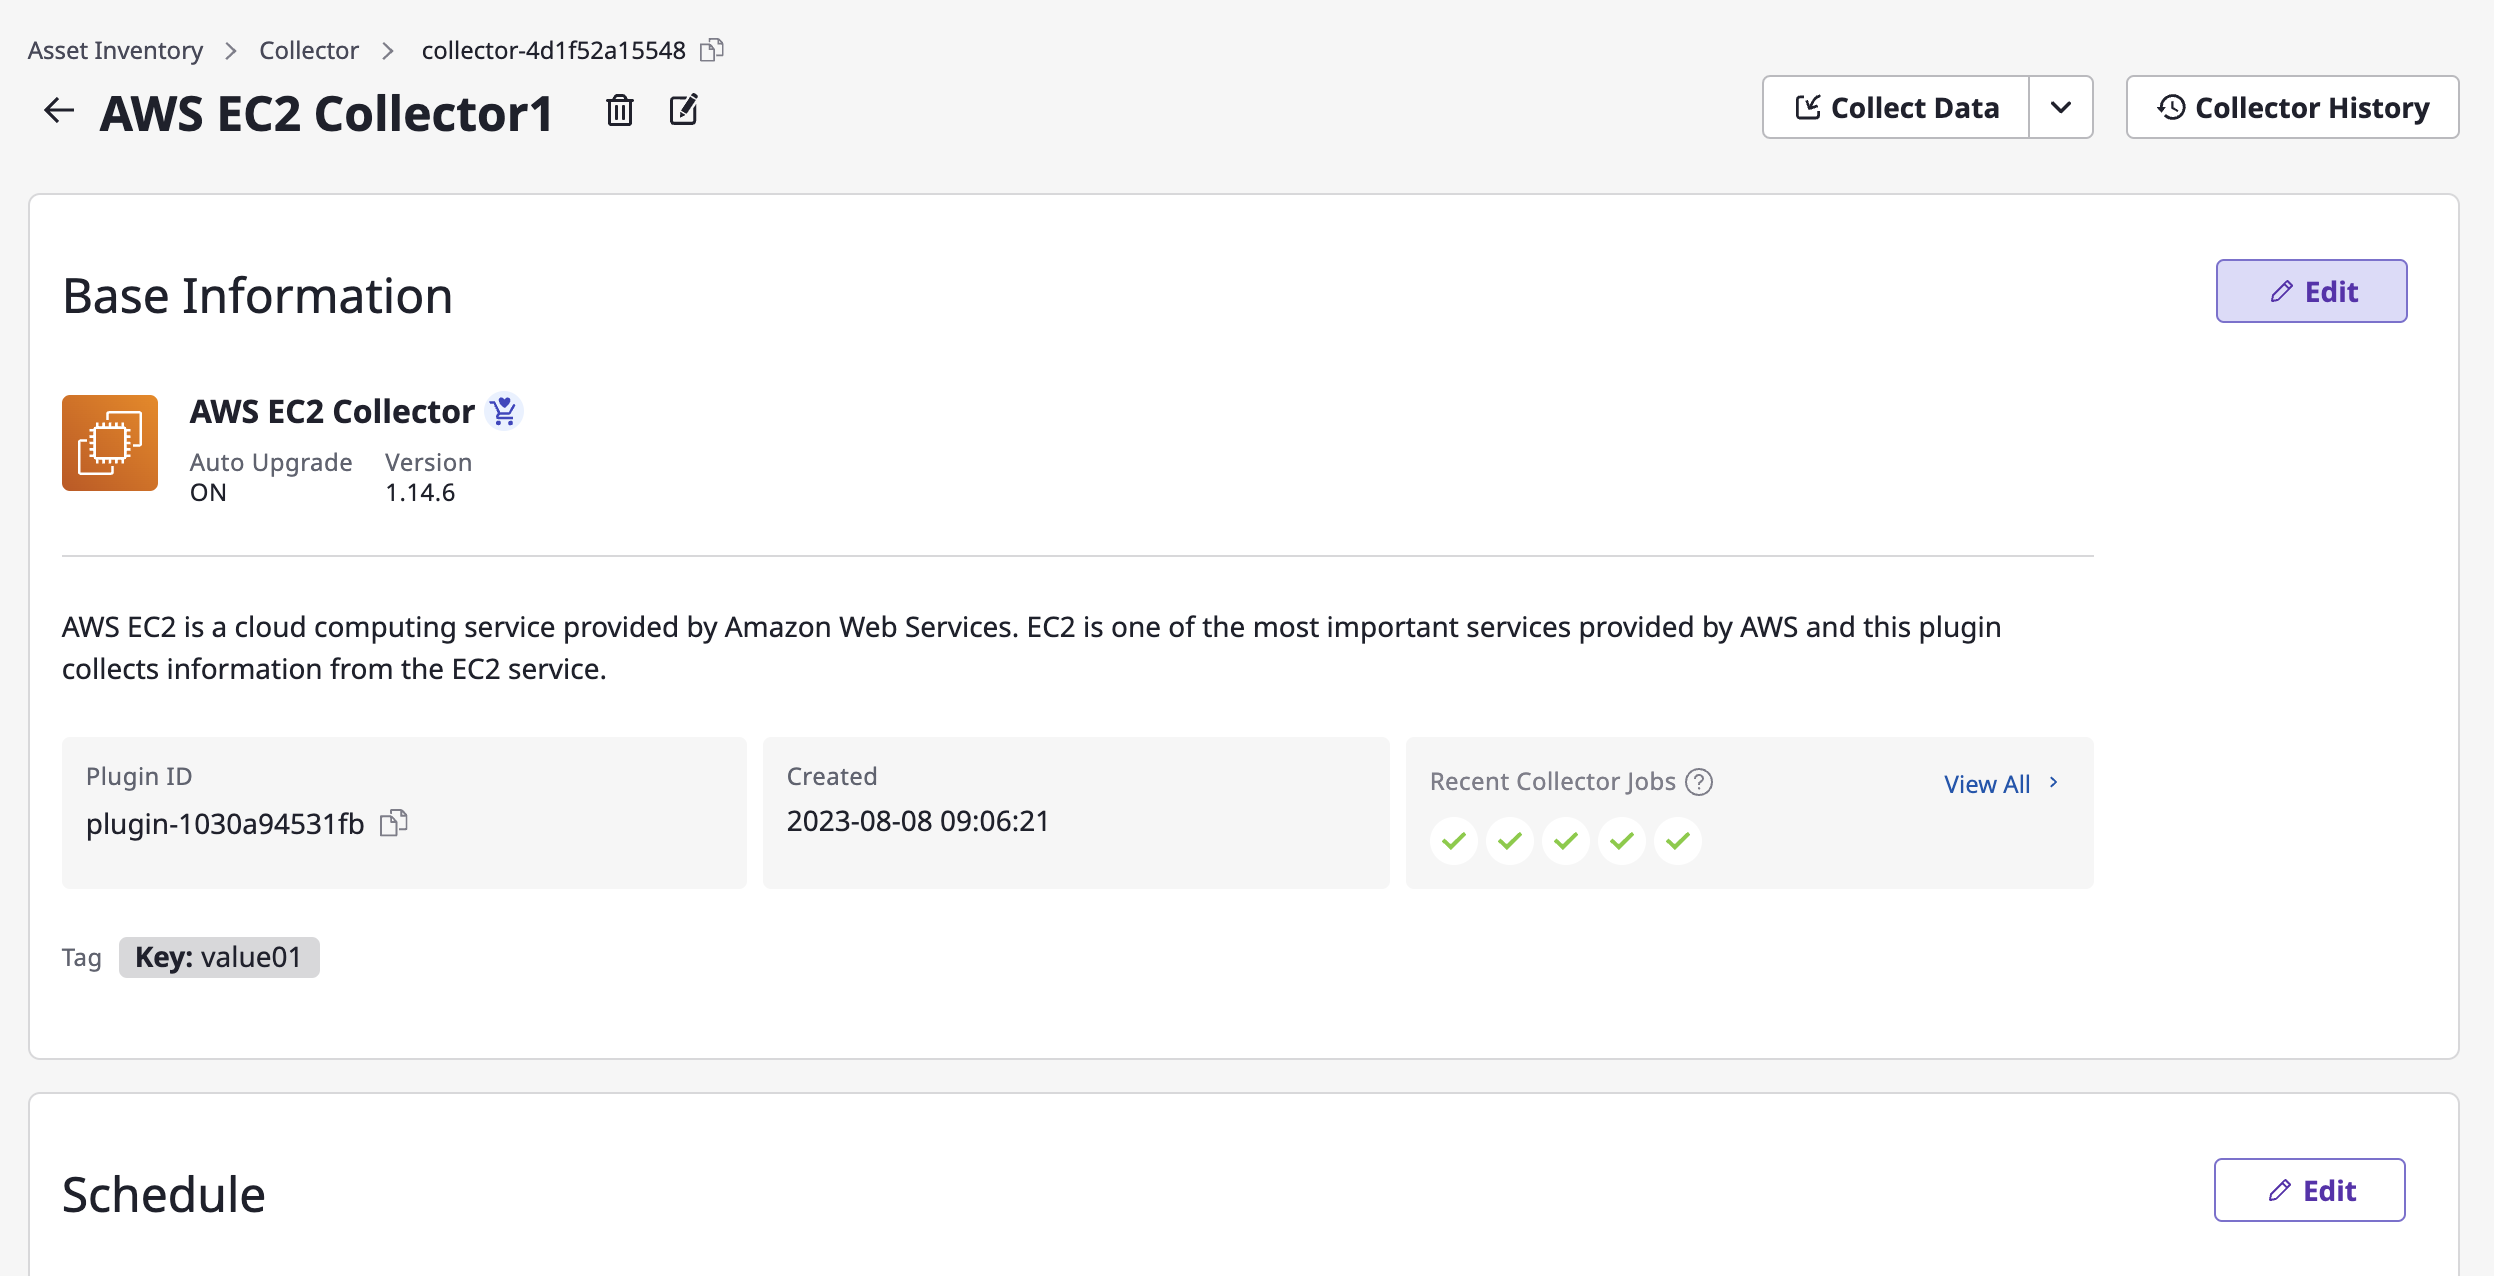 Asset Inventory > Collector > collector-4d1f52a15548
AWS EC2 Collector1
Collect Data
Collector History
Base Information
Edit
AWS EC2 Collector
Auto Upgrade Version
ON 1.14.6
AWS EC2 is a cloud computing service provided by Amazon Web Services. EC2 is one of the most important services provided by AWS and this plugin
collects information from the EC2 service.
Plugin ID
plugin-1030a94531fb
Created
2023-08-08 09:06:21
Recent Collector Jobs ?
View All >
Tag Key: value01
Schedule
Edit